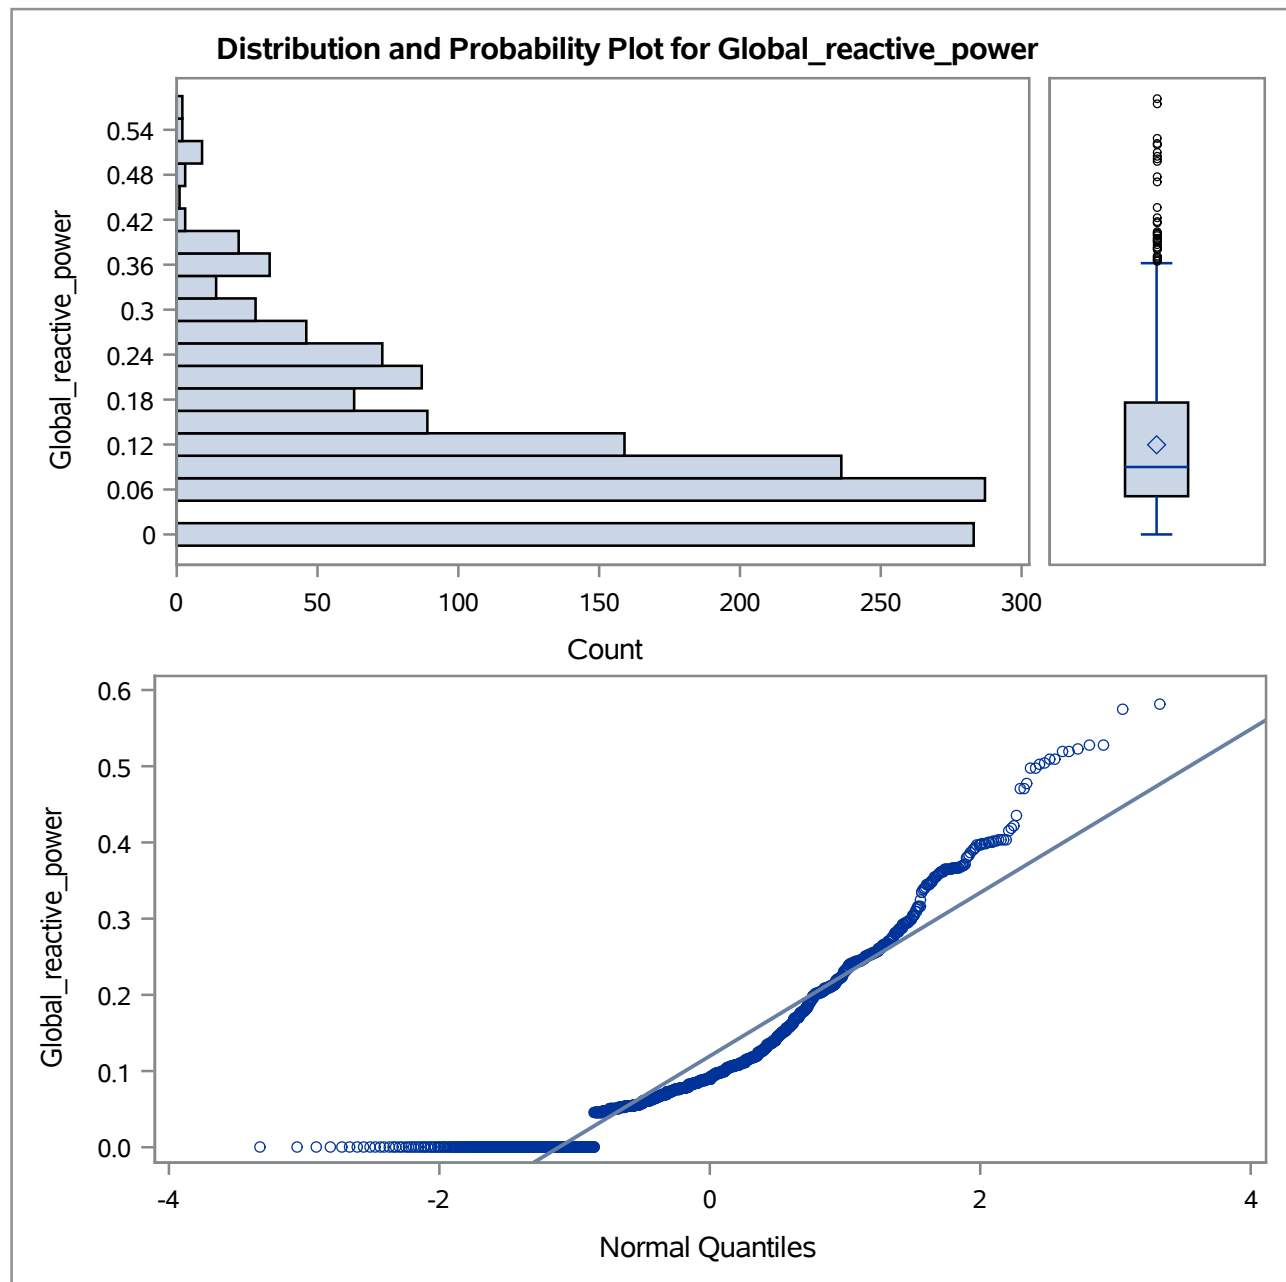 Distribution and Probability Plot for Global_reactive_power
Global_reactive_power
0.54
0.48
0.42
0.36
0.3
0.24
0.18
0.12
0.06
0
0 50 100 150 200 250 300
Count
Global_reactive_power
0.6
0.5
0.4
0.3
0.2
0.1
0.0
-4 -2 0 2 4
Normal Quantiles